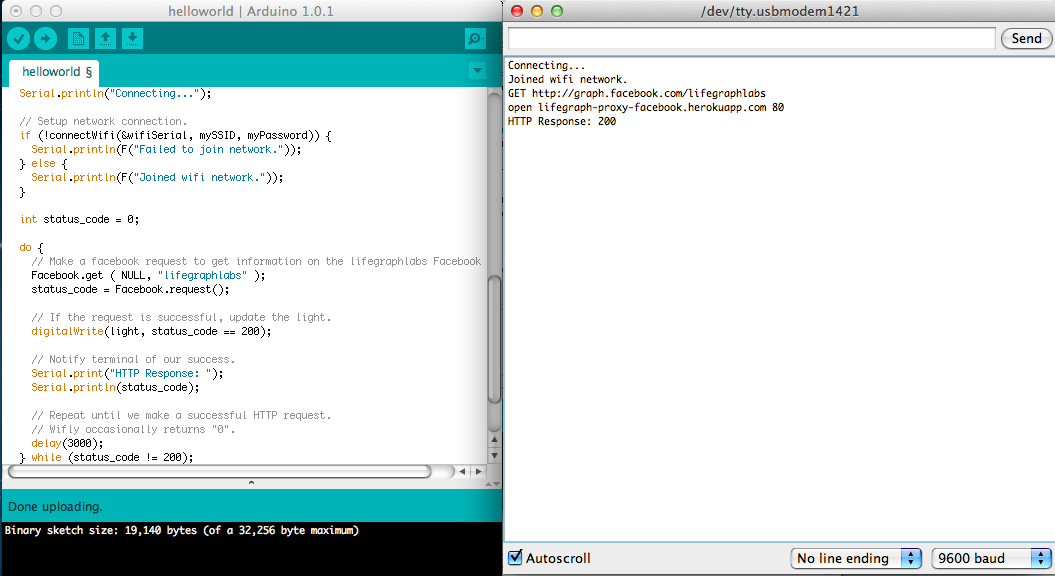 helloworld | Arduino 1.0.1
helloworld §
Serial.println("Connecting...");
// Setup network connection.
if (!connectWifi(&wifiSerial, mySSID, myPassword)) {
Serial.println(F("Failed to join network."));
} else {
Serial.println(F("Joined wifi network."));
}
int status_code = 0;
do {
// Make a facebook request to get information on the lifegraphlabs Facebook
Facebook.get ( NULL, "lifegraphlabs" );
status_code = Facebook.request();
// If the request is successful, update the light.
digitalWrite(light, status_code == 200);
// Notify terminal of our success.
Serial.print("HTTP Response: ");
Serial.println(status_code);
// Repeat until we make a successful HTTP request.
// Wifly occasionally returns "0".
delay(3000);
} while (status_code != 200);
Done uploading.
Binary sketch size: 19,140 bytes (of a 32,256 byte maximum)
/dev/tty.usbmodem1421
Send
Connecting...
Joined wifi network.
GET http://graph.facebook.com/lifegraphlabs
open lifegraph-proxy-facebook.herokuapp.com 80
HTTP Response: 200
Autoscroll
No line ending
9600 baud